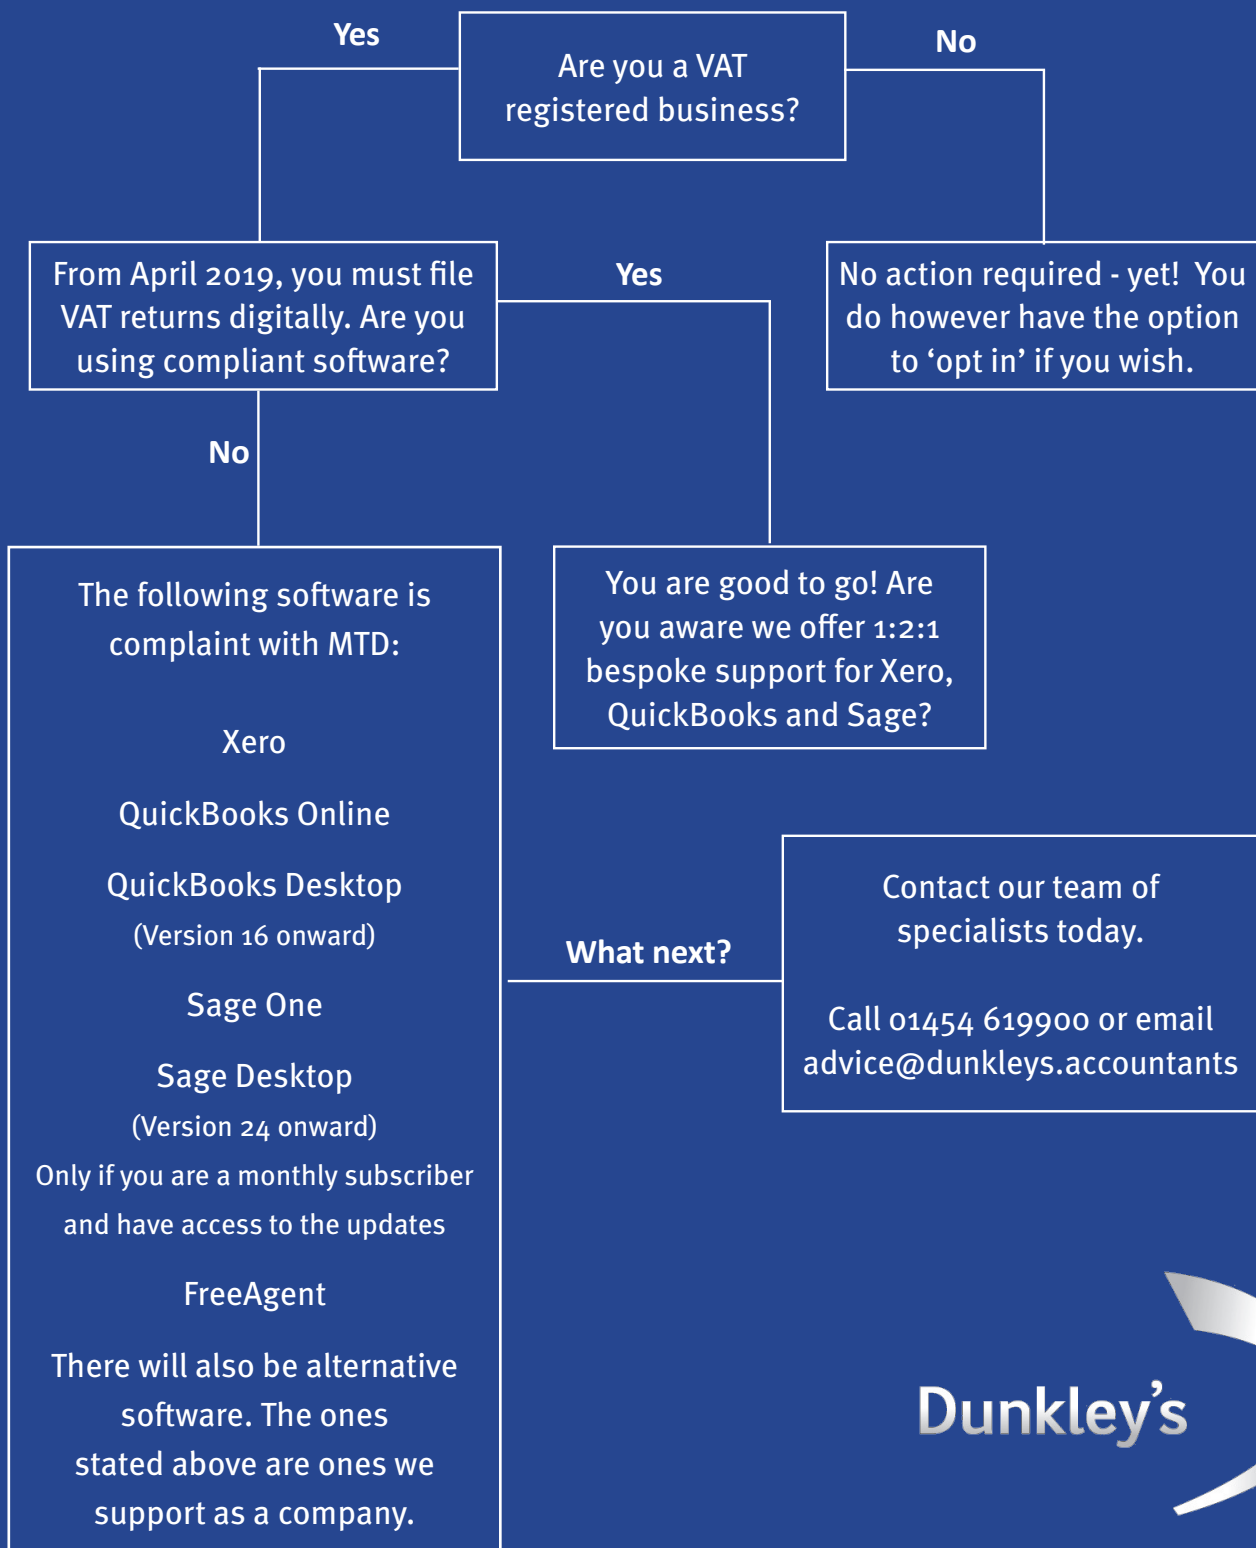 Yes
Are you a VAT
registered business?
No
From April 2019, you must file
VAT returns digitally. Are you
using compliant software?
Yes
No action required - yet!  You
do however have the option
to ‘opt in’ if you wish.
No
The following software is
complaint with MTD:
Xero
QuickBooks Online
QuickBooks Desktop
(Version 16 onward)
Sage One
Sage Desktop
(Version 24 onward)
Only if you are a monthly subscriber
and have access to the updates
FreeAgent
There will also be alternative
software. The ones
stated above are ones we
support as a company.
You are good to go! Are
you aware we offer 1:2:1
bespoke support for Xero,
QuickBooks and Sage?
What next?
Contact our team of
specialists today.
Call 01454 619900 or email
advice@dunkleys.accountants
Dunkley’s